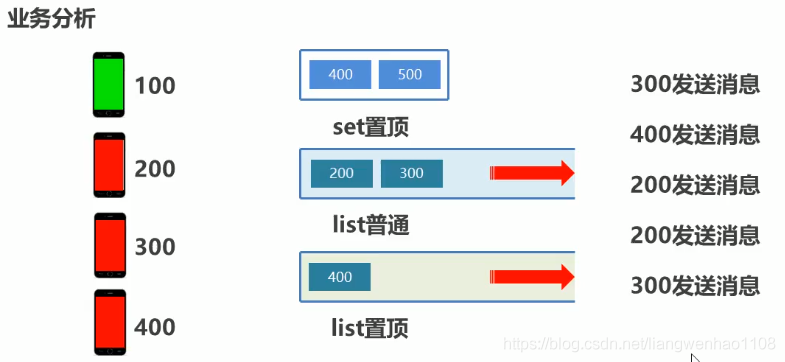 业务分析
100
200
300
400
400 500
set置顶
200 300
list普通
400
list置顶
300发送消息
400发送消息
200发送消息
200发送消息
300发送消息
https://blog.csdn.net/liangwenhao1108